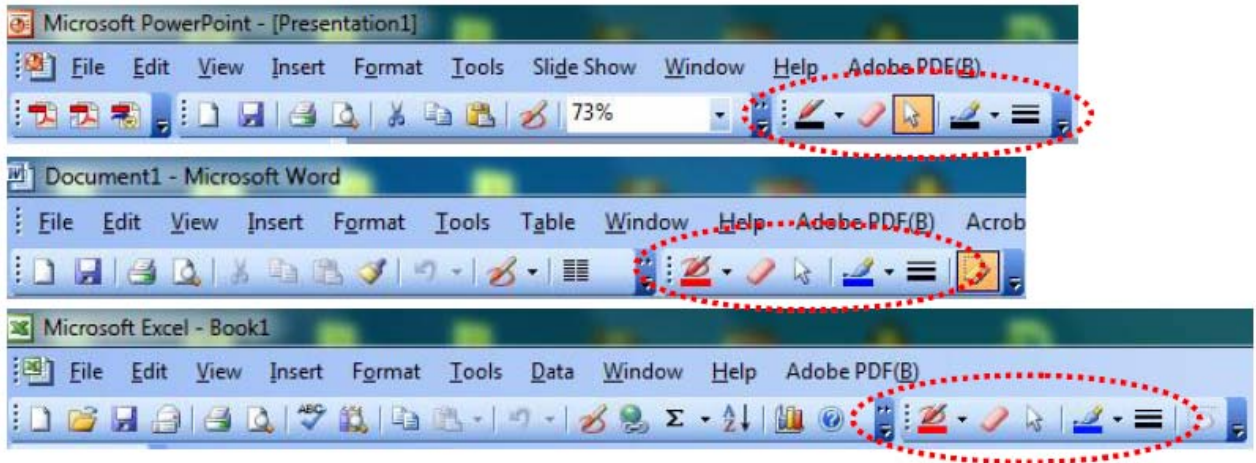 Microsoft PowerPoint - [Presentation1]
File Edit View Insert Format Tools Slide Show Window Help Adobe PDF(B)
73%
Document1 - Microsoft Word
File Edit View Insert Format Tools Table Window Help Adobe PDF(B) Acrob
Microsoft Excel - Book1
File Edit View Insert Format Tools Data Window Help Adobe PDF(B)
ABC Σ A Z